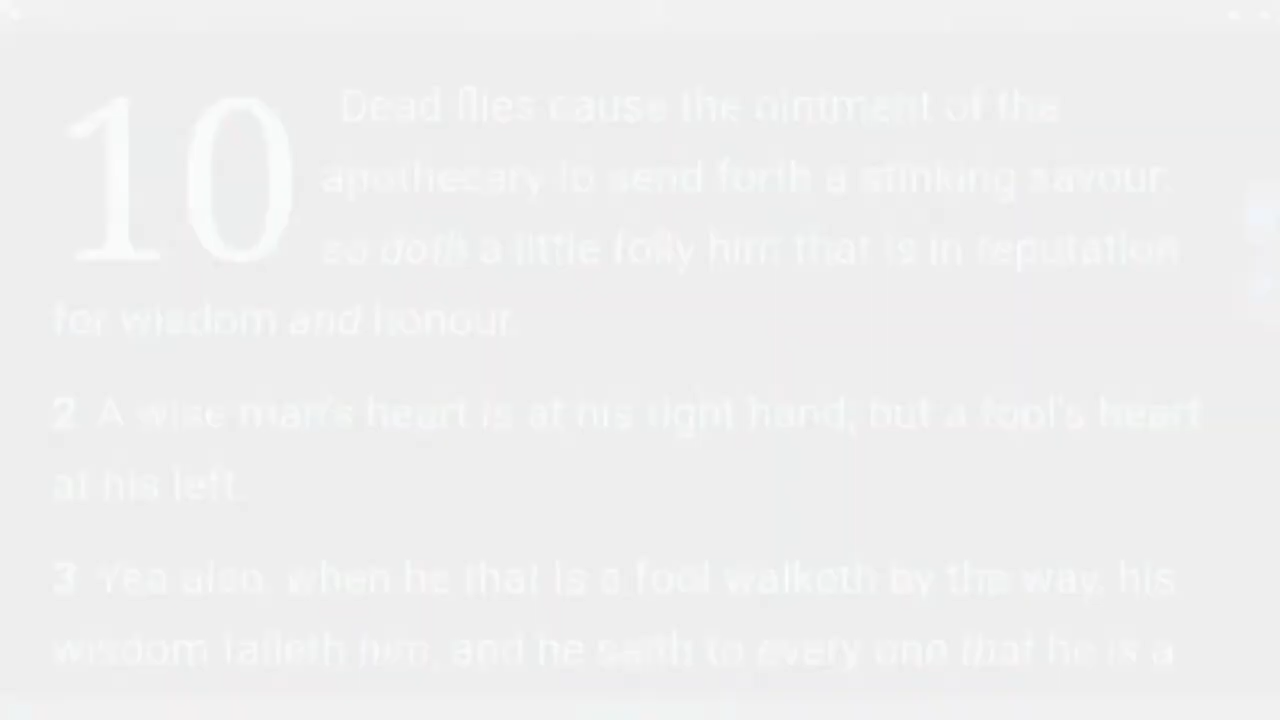 10 Dead flies cause the ointment of the
apothecary to send forth a stinking savour:
so doth a little folly him that is in reputation
for wisdom and honour.
2 A wise man's heart is at his right hand; but a fool's heart
at his left.
3 Yea also, when he that is a fool walketh by the way, his
wisdom faileth him, and he saith to every one that he is a